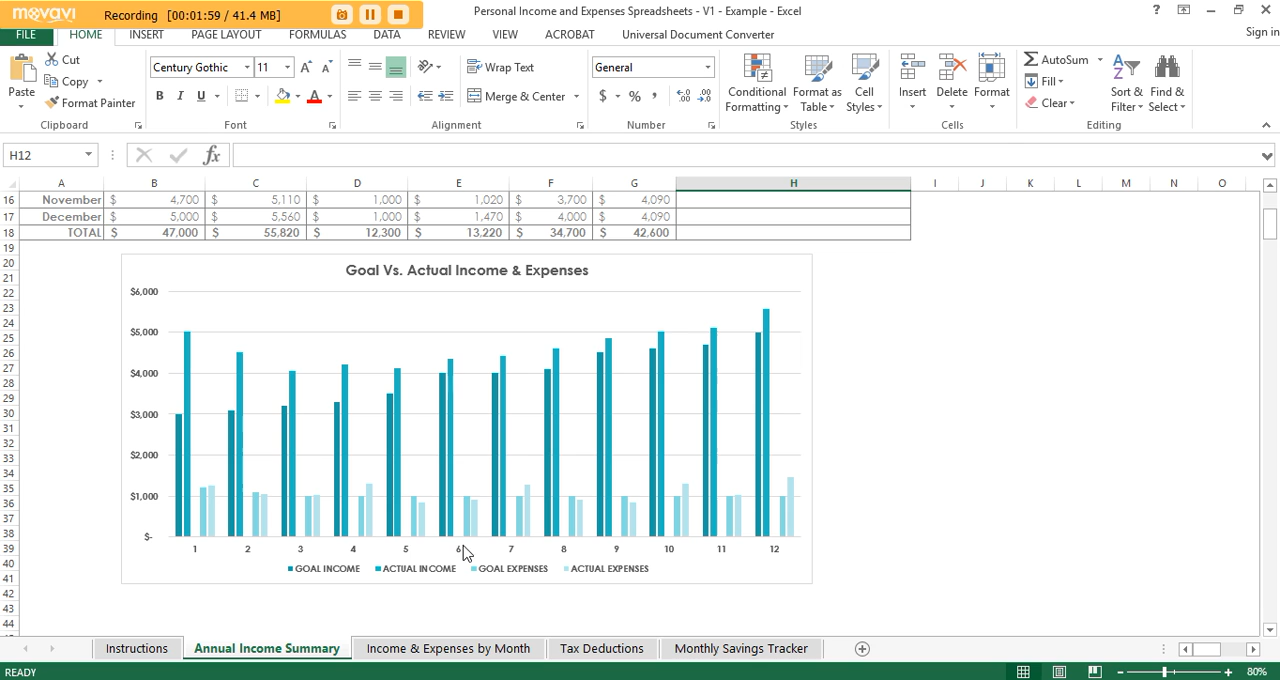 movavi Recording [00:01:59 / 41.4 MB] Personal Income and Expenses Spreadsheets - V1 - Example - Excel ?
Sign in
FILE HOME INSERT PAGE LAYOUT FORMULAS DATA REVIEW VIEW ACROBAT Universal Document Converter
Paste Cut Copy Format Painter
Clipboard
Century Gothic 11 A A
B I U A
Font
Wrap Text
Merge & Center
Alignment
General
$ % , .00 .0
Number
Conditional Formatting Format as Table Cell Styles
Styles
Insert Delete Format
Cells
AutoSum Fill Clear Sort & Filter Find & Select
Editing
H12 fx
A B C D E F G H I J K L M N O
16 November $ 4,700 $ 5,110 $ 1,000 $ 1,020 $ 3,700 $ 4,090
17 December $ 5,000 $ 5,560 $ 1,000 $ 1,470 $ 4,000 $ 4,090
18 TOTAL $ 47,000 $ 55,820 $ 12,300 $ 13,220 $ 34,700 $ 42,600
19
20
21
22
23
24
25
26
27
28
29
30
31
32
33
34
35
36
37
38
39
40
41
42
43
44
Goal Vs. Actual Income & Expenses
$6,000
$5,000
$4,000
$3,000
$2,000
$1,000
$-
1 2 3 4 5 6 7 8 9 10 11 12
GOAL INCOME ACTUAL INCOME GOAL EXPENSES ACTUAL EXPENSES
Instructions Annual Income Summary Income & Expenses by Month Tax Deductions Monthly Savings Tracker
READY 80%